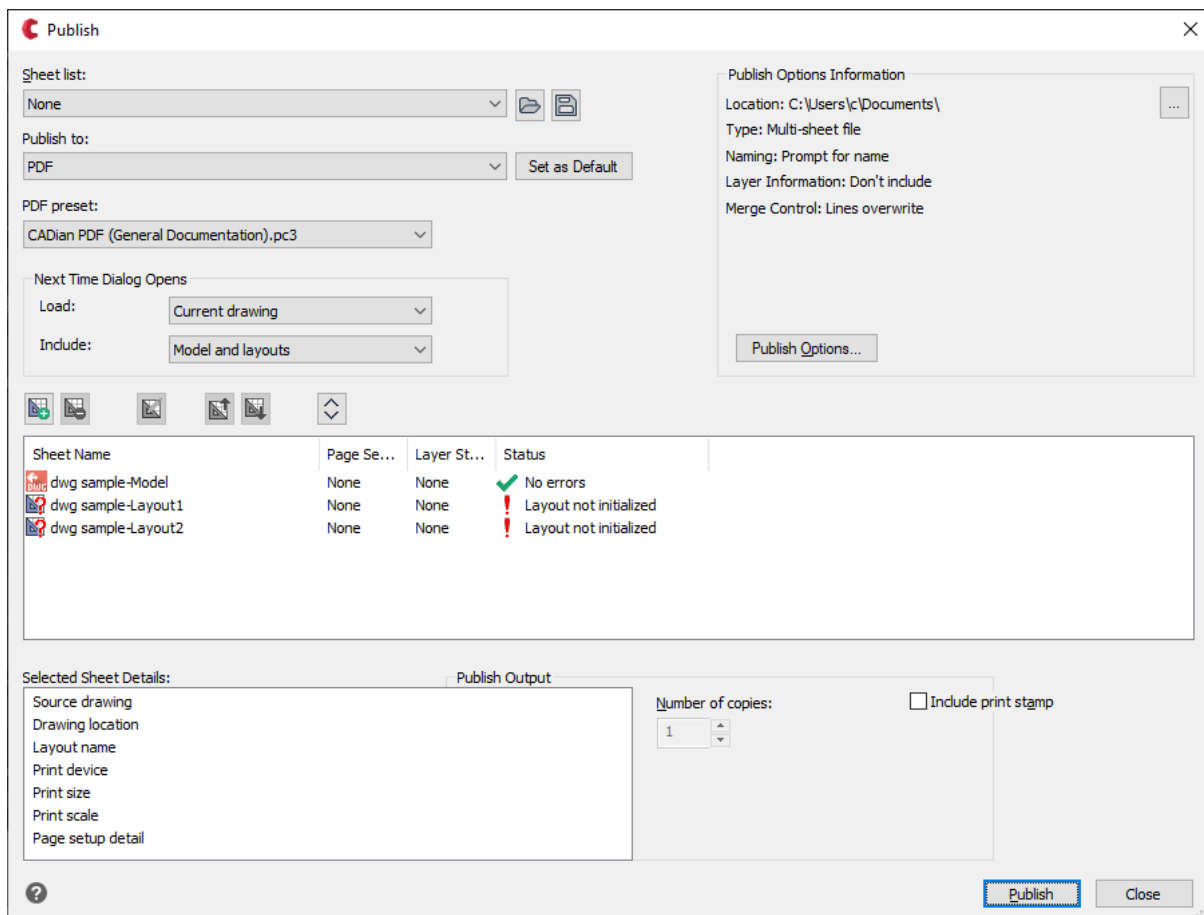 Publish
Sheet list:
None
Publish to:
PDF
Set as Default
PDF preset:
CADian PDF (General Documentation).pc3
Next Time Dialog Opens
Load:
Current drawing
Include:
Model and layouts
Publish Options Information
Location: C:\Users\c\Documents\
...
Type: Multi-sheet file
Naming: Prompt for name
Layer Information: Don't include
Merge Control: Lines overwrite
Publish Options...
Sheet Name Page Se... Layer St... Status
DWG dwg sample-Model None None No errors
dwg sample-Layout1 None None Layout not initialized
dwg sample-Layout2 None None Layout not initialized
Selected Sheet Details:
Source drawing
Drawing location
Layout name
Print device
Print size
Print scale
Page setup detail
Publish Output
Number of copies:
1
Include print stamp
Publish
Close